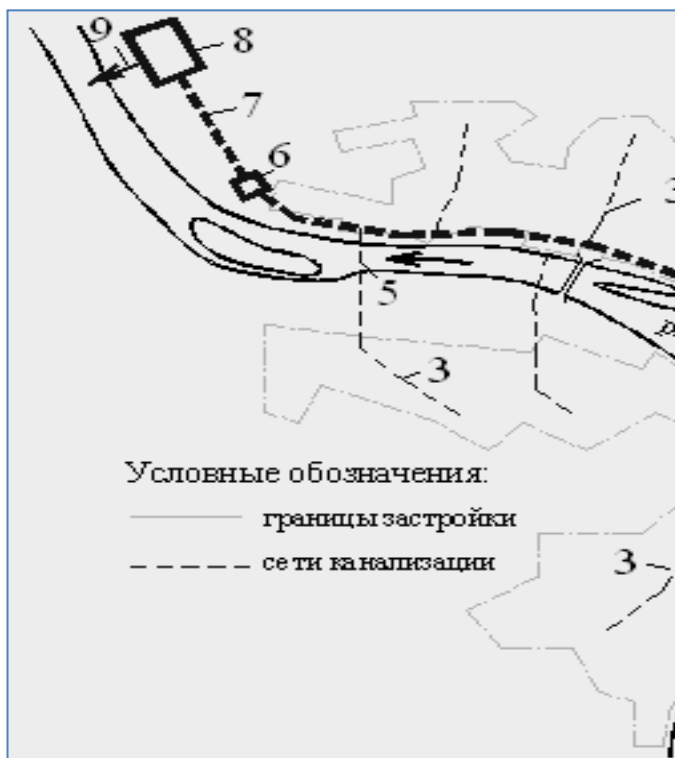 9
8
7
6
3
5
р
3
Условные обозначения:
границы застройки
сети канализации
3